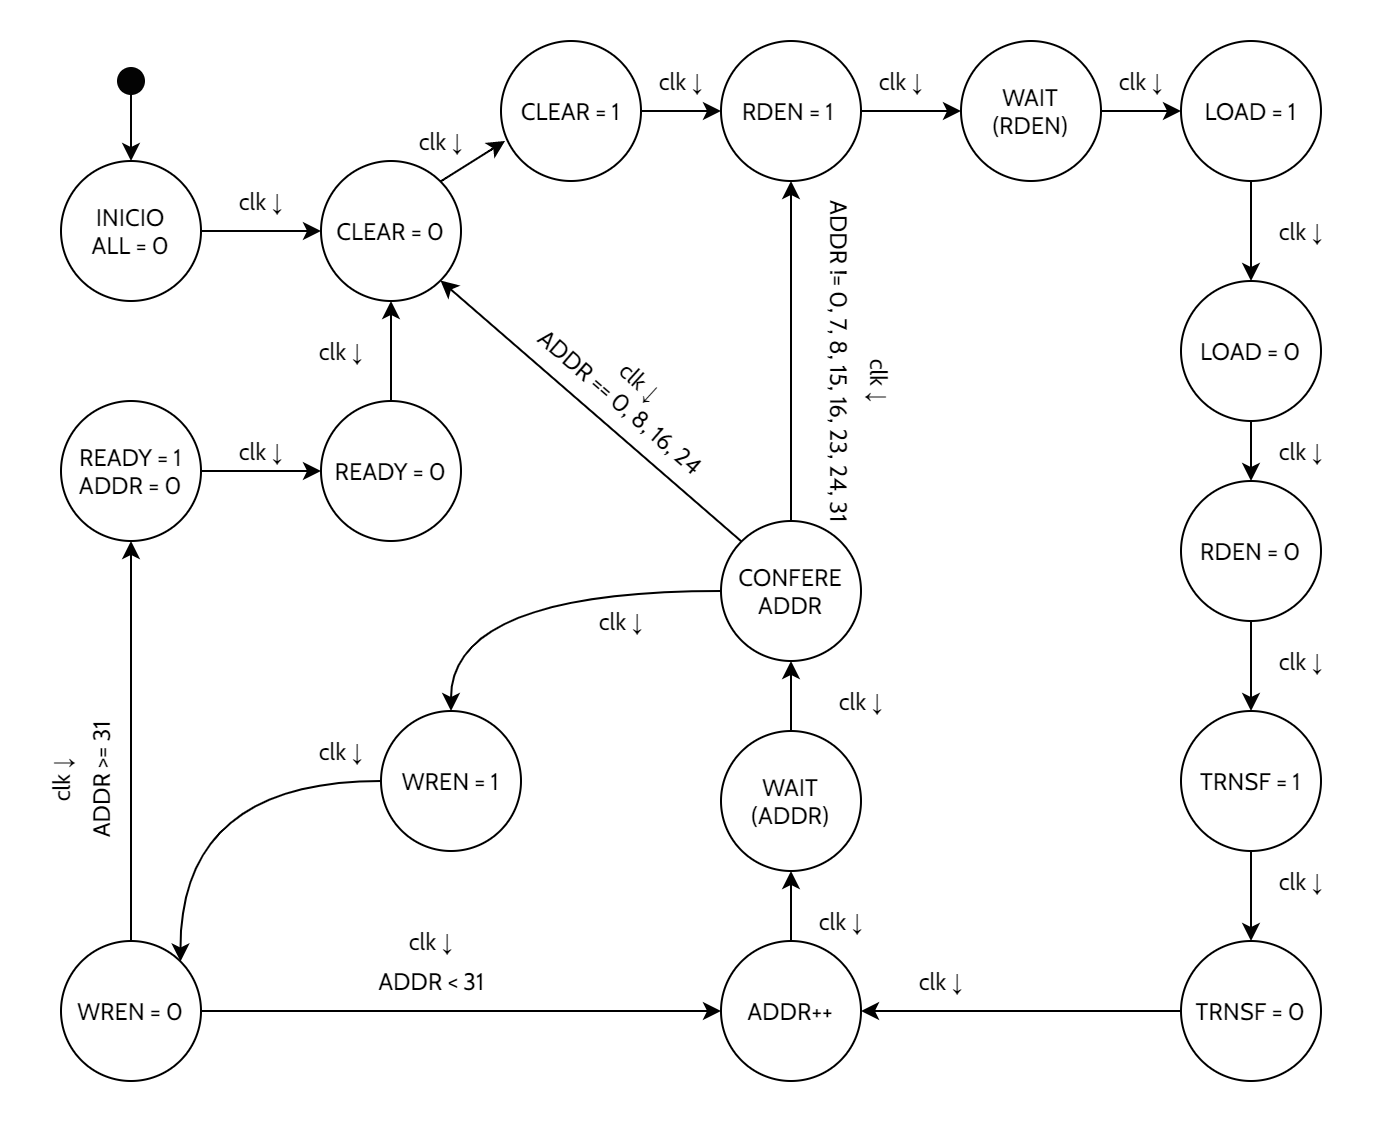 clk ↓
clk ↓
clk ↓
CLEAR = 1
RDEN = 1
WAIT
(RDEN)
LOAD = 1
clk ↓
clk ↓
INICIO
ALL = 0
CLEAR = 0
clk ↓
ADDR != 0, 7, 8, 15, 16, 23, 24, 31
clk ↓
clk ↓
clk ↓
ADDR == 0, 8, 16, 24
LOAD = 0
READY = 1
ADDR = 0
clk ↓
READY = 0
clk ↓
RDEN = 0
CONFERE
ADDR
clk ↓
clk ↓
clk ↓
clk ↓
ADDR >= 31
clk ↓
WREN = 1
WAIT
(ADDR)
TRNSF = 1
clk ↓
clk ↓
clk ↓
ADDR < 31
clk ↓
WREN = 0
ADDR++
TRNSF = 0